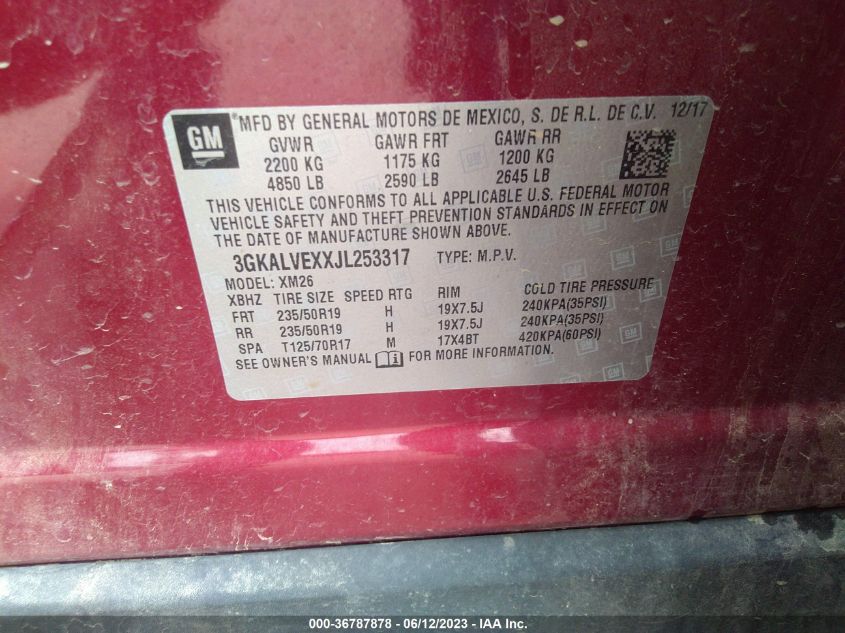 GM
*MFD BY GENERAL MOTORS DE MEXICO, S. DE R.L. DE C.V. 12/17
GVWR GAWR FRT GAWR RR
2200 KG 1175 KG 1200 KG
4850 LB 2590 LB 2645 LB
THIS VEHICLE CONFORMS TO ALL APPLICABLE U.S. FEDERAL MOTOR
VEHICLE SAFETY AND THEFT PREVENTION STANDARDS IN EFFECT ON
THE DATE OF MANUFACTURE SHOWN ABOVE.
3GKALVEXXJL253317 TYPE: M.P.V.
MODEL: XM26
XBHZ TIRE SIZE SPEED RTG RIM COLD TIRE PRESSURE
FRT 235/50R19 H 19X7.5J 240KPA(35PSI)
RR 235/50R19 H 19X7.5J 240KPA(35PSI)
SPA T125/70R17 M 17X4BT 420KPA(60PSI)
SEE OWNER'S MANUAL FOR MORE INFORMATION.
000-36787878 - 06/12/2023 - IAA Inc.